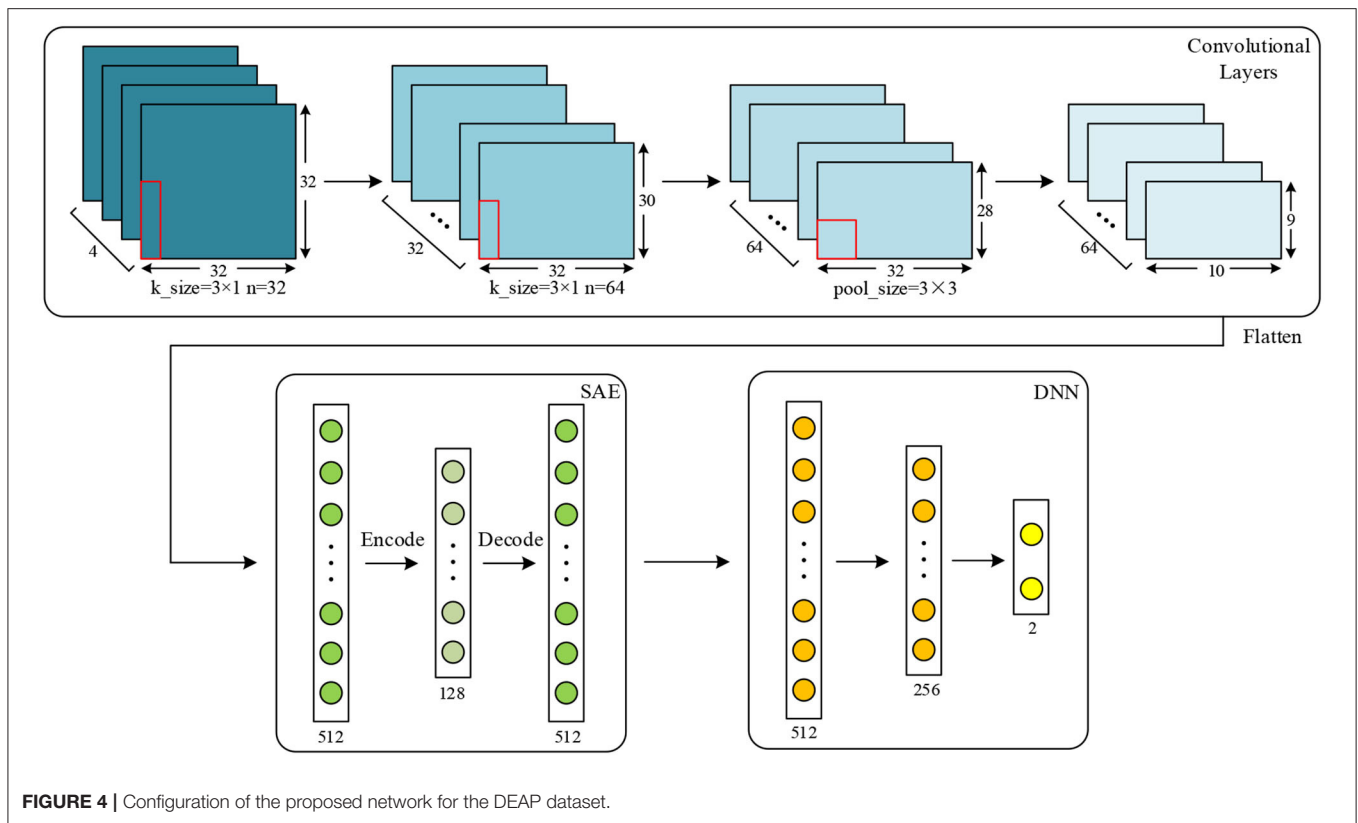 Convolutional
Layers
4
32
32
k_size=3×1 n=32
32
30
32
k_size=3×1 n=64
64
28
32
pool_size=3×3
64
9
10
Flatten
SAE
Encode
Decode
512
128
512
DNN
512
256
2
FIGURE 4 | Configuration of the proposed network for the DEAP dataset.